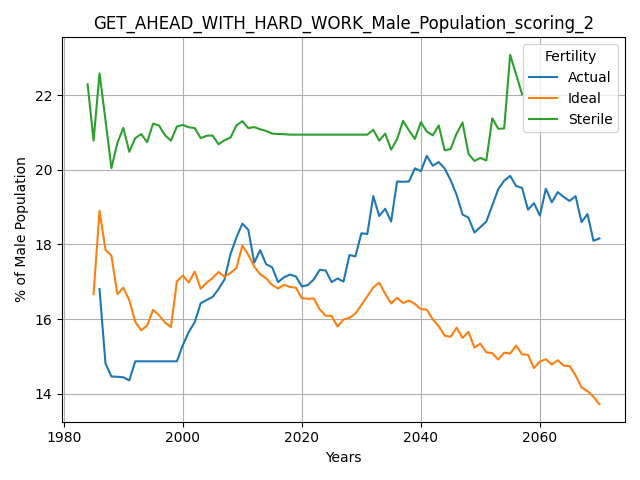 GET_AHEAD_WITH_HARD_WORK_Male_Population_scoring_2
% of Male Population
22
20
18
16
14
1980
2000
2020
2040
2060
Years
Fertility
Actual
Ideal
Sterile